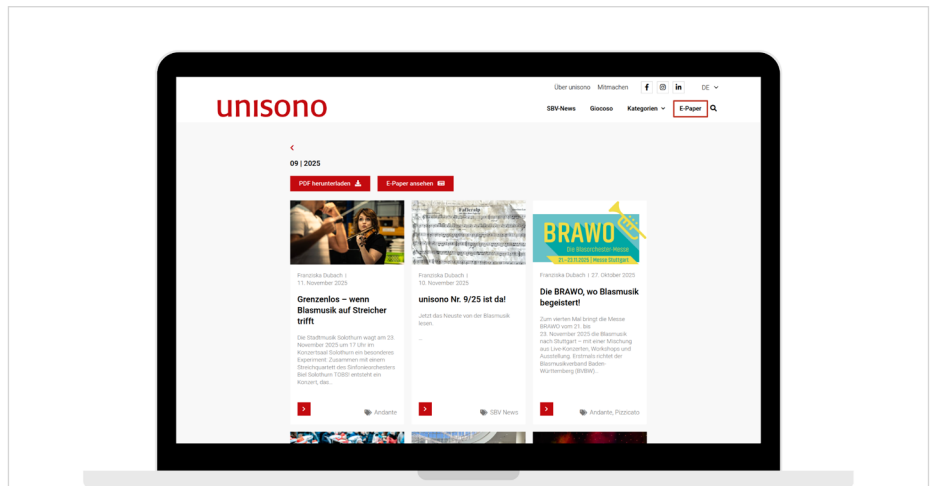 Über unisono Mitmachen DE
unisono
SBV-News Giocoso Kategorien E-Paper
09 | 2025
PDF herunterladen E-Paper ansehen
BRAWO
Die Blasorchester-Messe
21.-23.11.2025 | Messe Stuttgart
Franziska Dubach |
11. November 2025
Grenzenlos – wenn
Blasmusik auf Streicher
trifft
Die Stadtmusik Solothurn wagt am 23.
November 2025 um 17 Uhr im
Konzertsaal Solothurn ein besonderes
Experiment. Zusammen mit einem
Streichquartett des Sinfonieorchesters
Biel Solothurn TOBS! entsteht ein
Konzert, das...
Andante
Franziska Dubach |
10. November 2025
unisono Nr. 9/25 ist da!
Jetzt das Neuste von der Blasmusik
lesen.
...
SBV News
Franziska Dubach | 27. Oktober 2025
Die BRAWO, wo Blasmusik
begeistert!
Zum vierten Mal bringt die Messe
BRAWO vom 21. bis
23. November 2025 die Blasmusik
nach Stuttgart – mit einer Mischung
aus Live-Konzerten, Workshops und
Ausstellung. Erstmals richtet der
Blasmusikverband Baden-
Württemberg (BVBW)...
Andante, Pizzicato